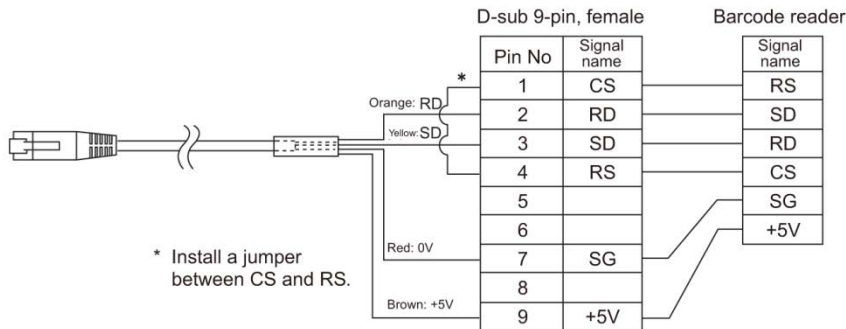 D-sub 9-pin, female
Barcode reader
Pin No
Signal
name
Signal
name
*
1 CS RS
Orange: RD
2 RD SD
Yellow: SD
3 SD RD
4 RS CS
5 SG
6 +5V
Red: 0V
7 SG
8
Brown: +5V
9 +5V
* Install a jumper
between CS and RS.